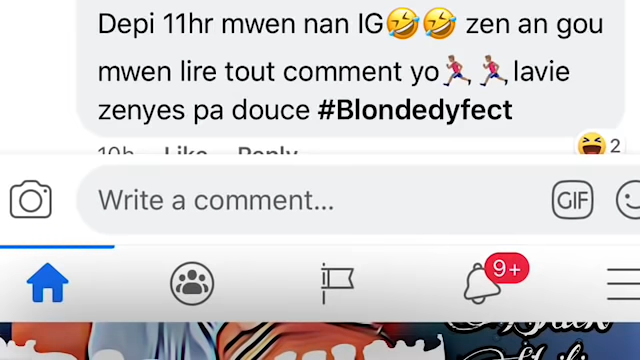 Depi 11hr mwen nan IG🤣🤣 zen an gou
mwen lire tout comment yo🏃🏽‍♂️🏃🏽‍♂️lavie
zenyes pa douce #Blondedyfect
10h Like Reply
2
Write a comment...
GIF
9+